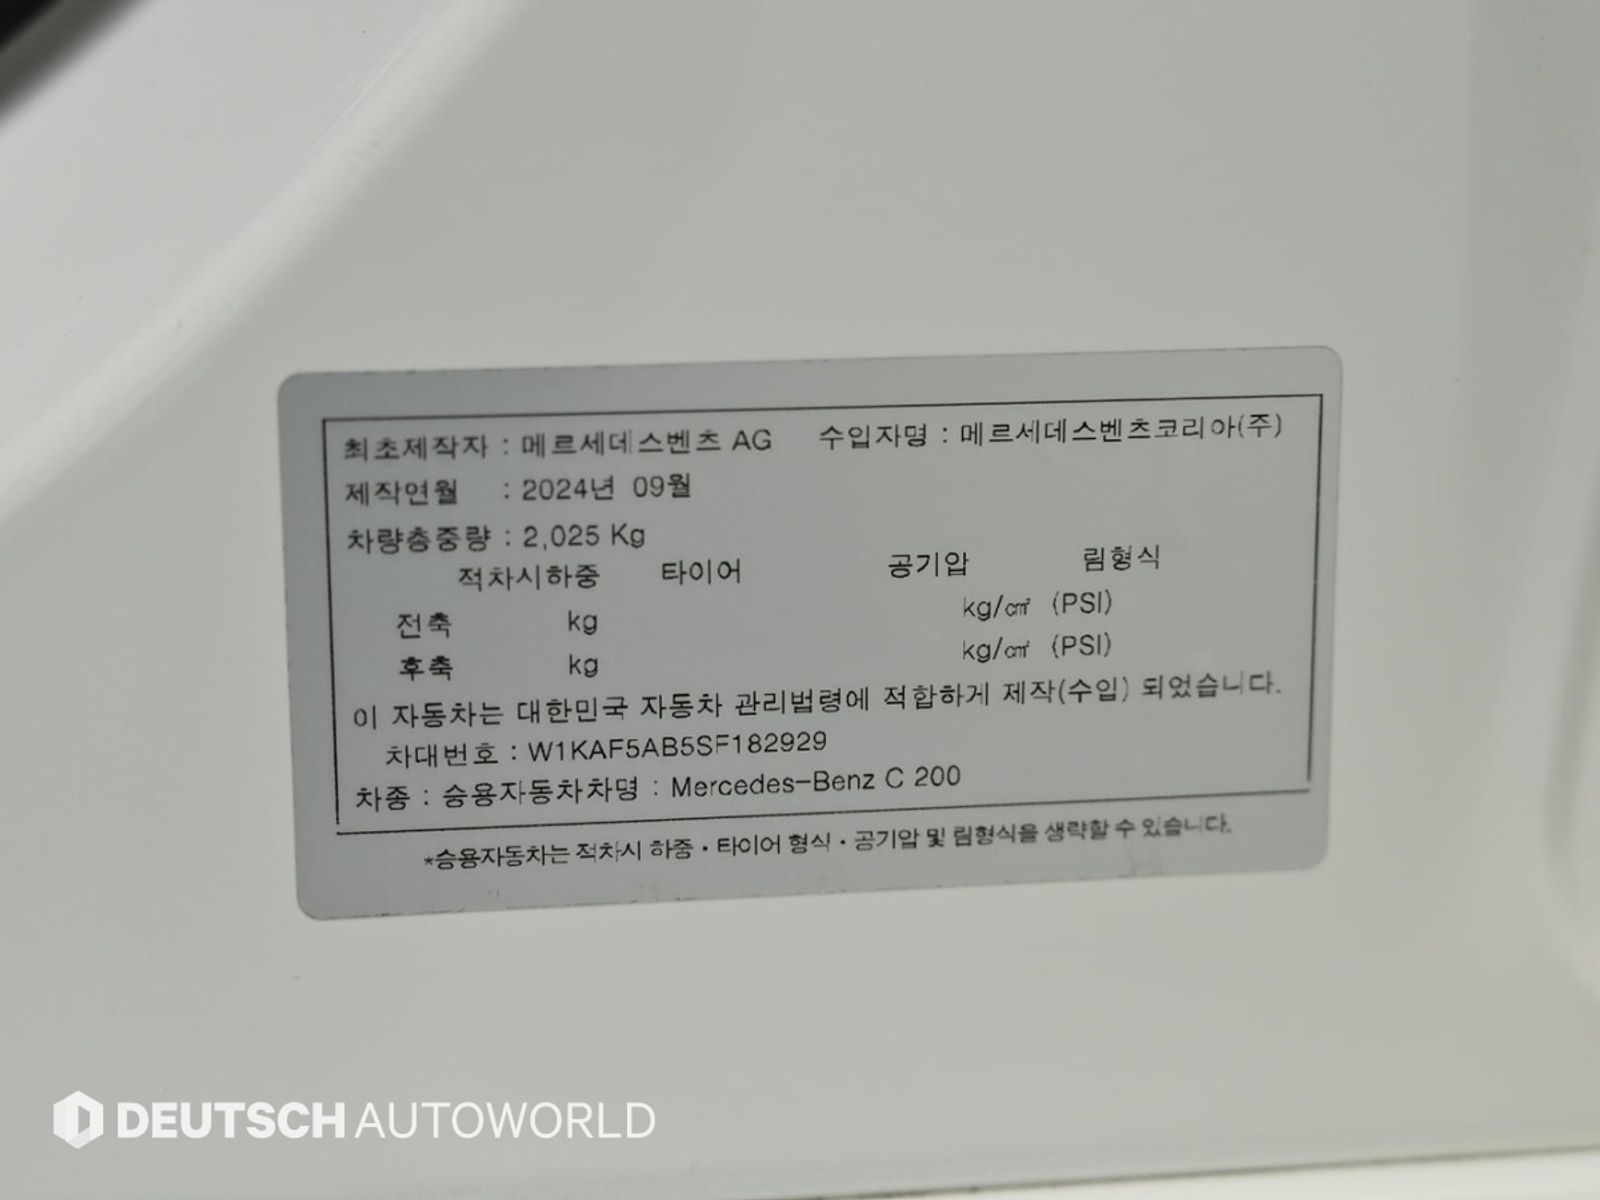 최초제작자 : 메르세데스벤츠 AG 수입자명 : 메르세데스벤츠코리아(주)
제작연월 : 2024년 09월
차량총중량 : 2,025 Kg
적차시하중 타이어 공기압 림형식
전축 kg kg/㎠ (PSI)
후축 kg kg/㎠ (PSI)
이 자동차는 대한민국 자동차 관리법령에 적합하게 제작(수입) 되었습니다.
차대번호 : W1KAF5AB5SF182929
차종 : 승용자동차차명 : Mercedes-Benz C 200
*승용자동차는 적차시 하중·타이어 형식·공기압 및 림형식을 생략할 수 있습니다.
DEUTSCH AUTOWORLD